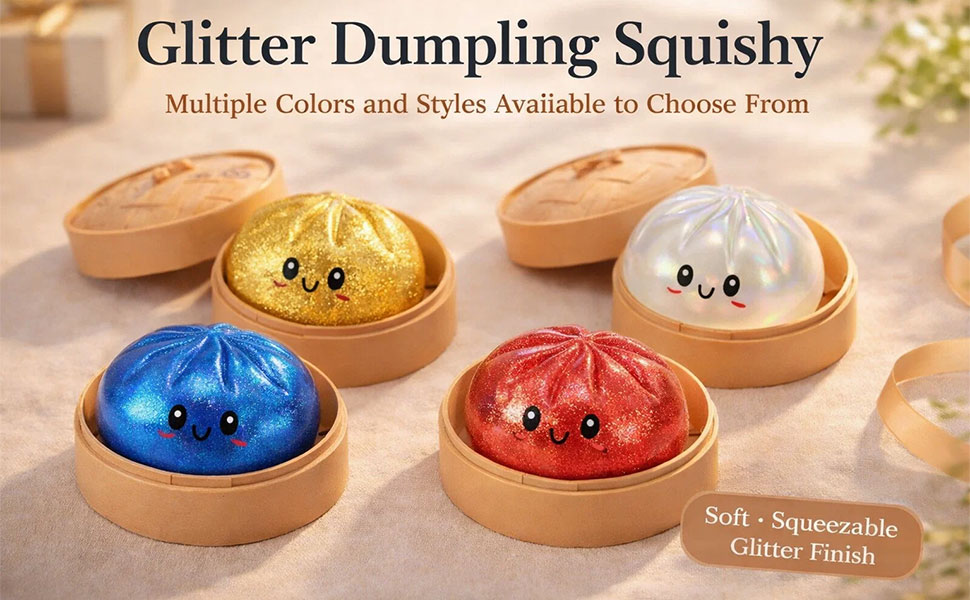 Glitter Dumpling Squishy
Multiple Colors and Styles Avaiiable to Choose From
Soft · Squeezable
Glitter Finish